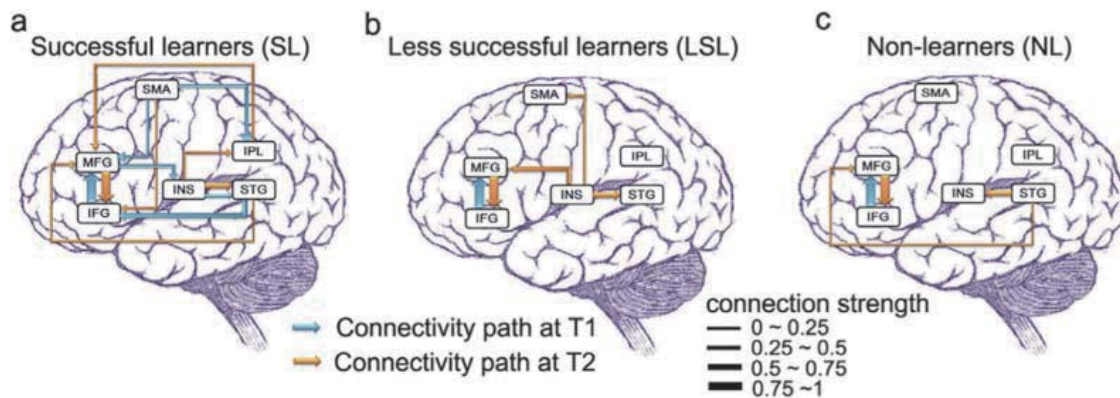 a
Successful learners (SL)
b
Less successful learners (LSL)
c
Non-learners (NL)
SMA
MFG
IPL
INS
STG
IFG
SMA
MFG
IPL
INS
STG
IFG
SMA
MFG
IPL
INS
STG
IFG
Connectivity path at T1
Connectivity path at T2
connection strength
0 ~ 0.25
0.25 ~ 0.5
0.5 ~ 0.75
0.75 ~1